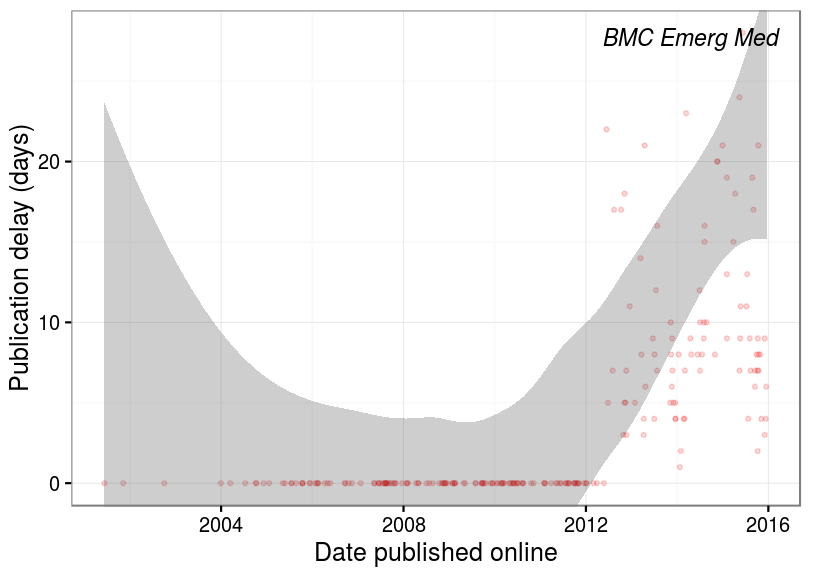 BMC Emerg Med
Publication delay (days)
20
10
0
2004
2008
2012
2016
Date published online